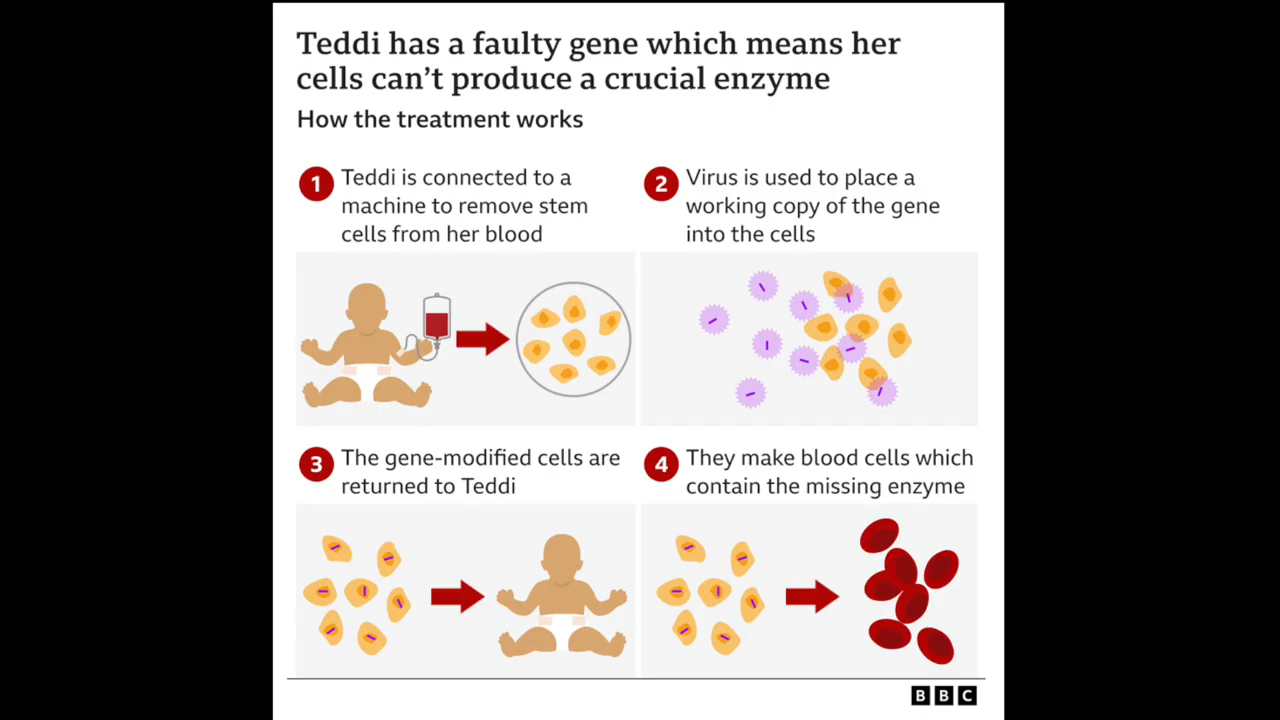 Teddi has a faulty gene which means her
cells can’t produce a crucial enzyme
How the treatment works
1 Teddi is connected to a
machine to remove stem
cells from her blood
2 Virus is used to place a
working copy of the gene
into the cells
3 The gene-modified cells are
returned to Teddi
4 They make blood cells which
contain the missing enzyme
BBC